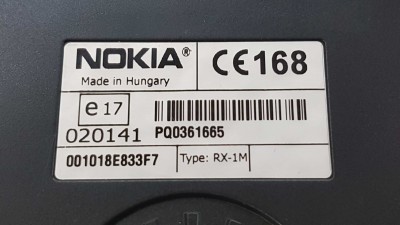 NOKIA® CE168
Made in Hungary
e17
020141 PQ0361665
001018E833F7 Type: RX-1M